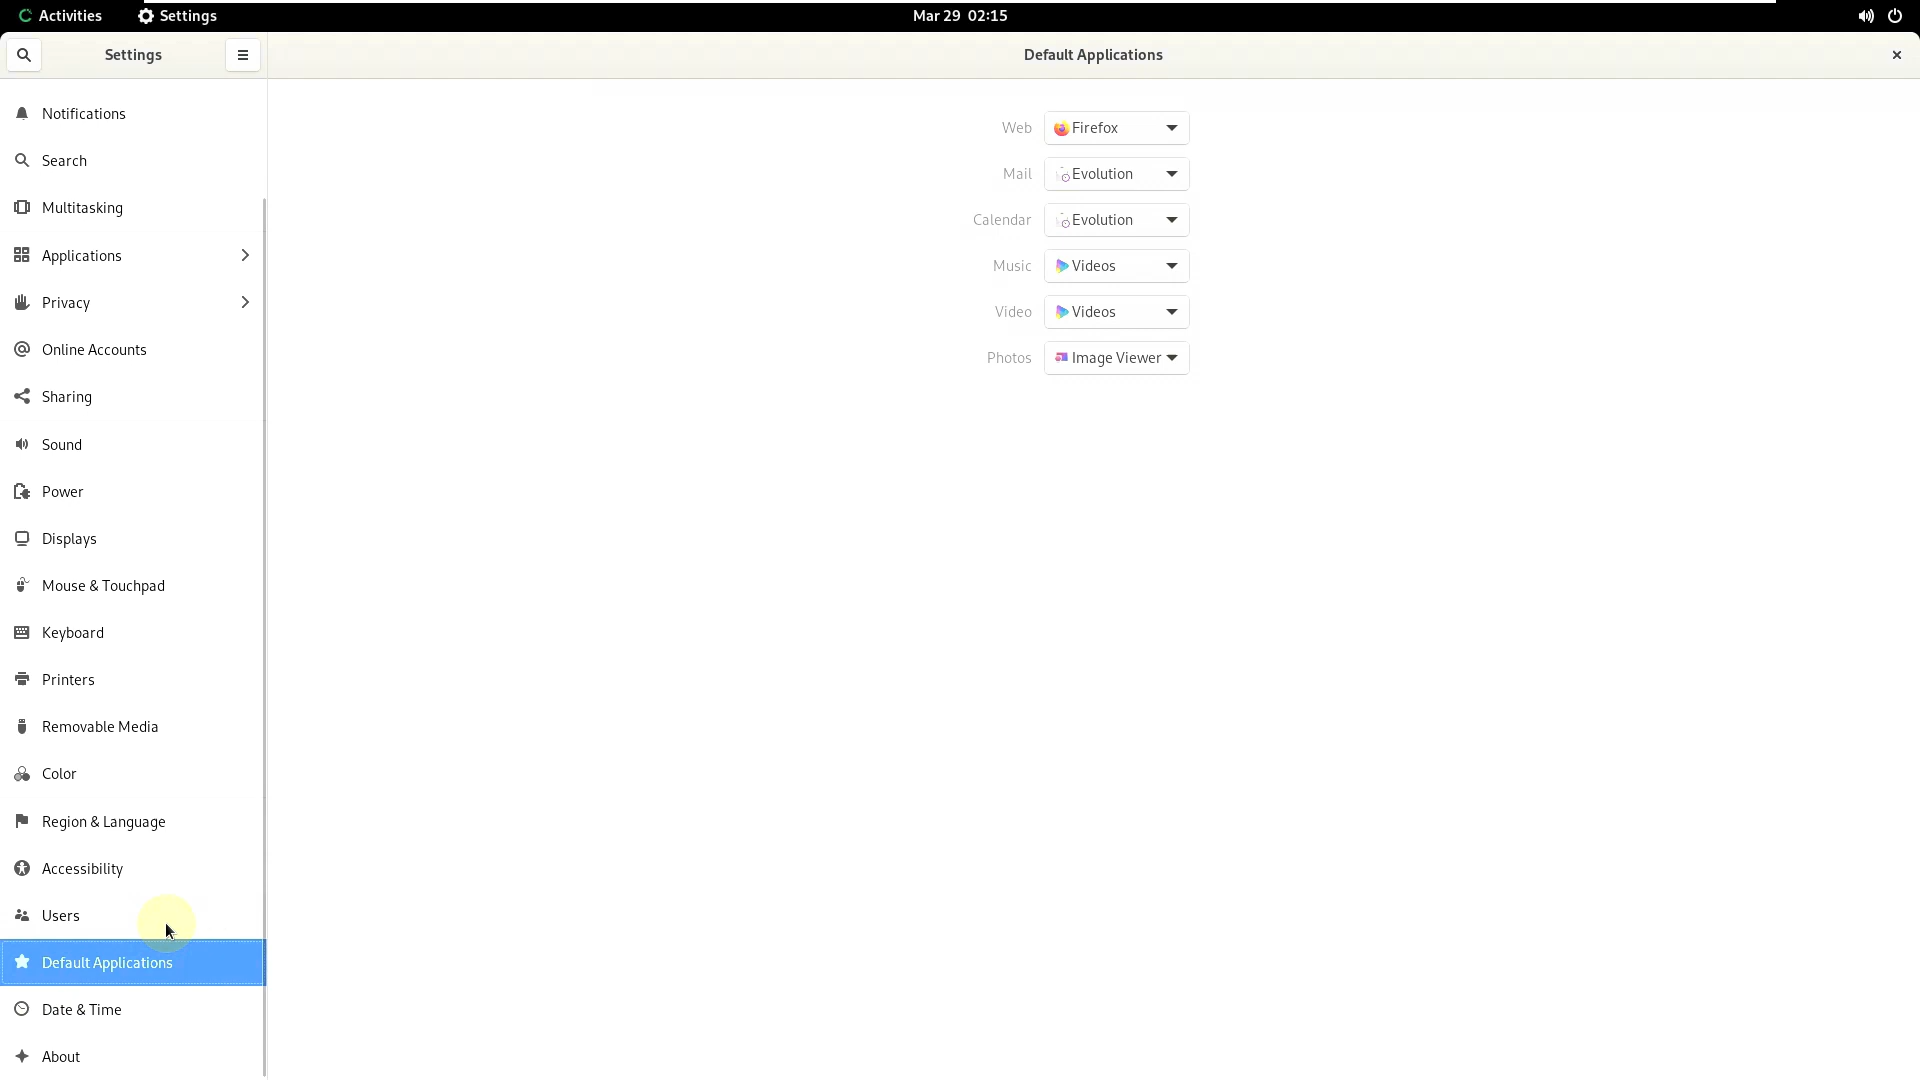 Activities
Settings
Mar 29 02:15
Settings
Default Applications
Notifications
Search
Multitasking
Applications
Privacy
Online Accounts
Sharing
Sound
Power
Displays
Mouse & Touchpad
Keyboard
Printers
Removable Media
Color
Region & Language
Accessibility
Users
Default Applications
Date & Time
About
Web Firefox
Mail Evolution
Calendar Evolution
Music Videos
Video Videos
Photos Image Viewer